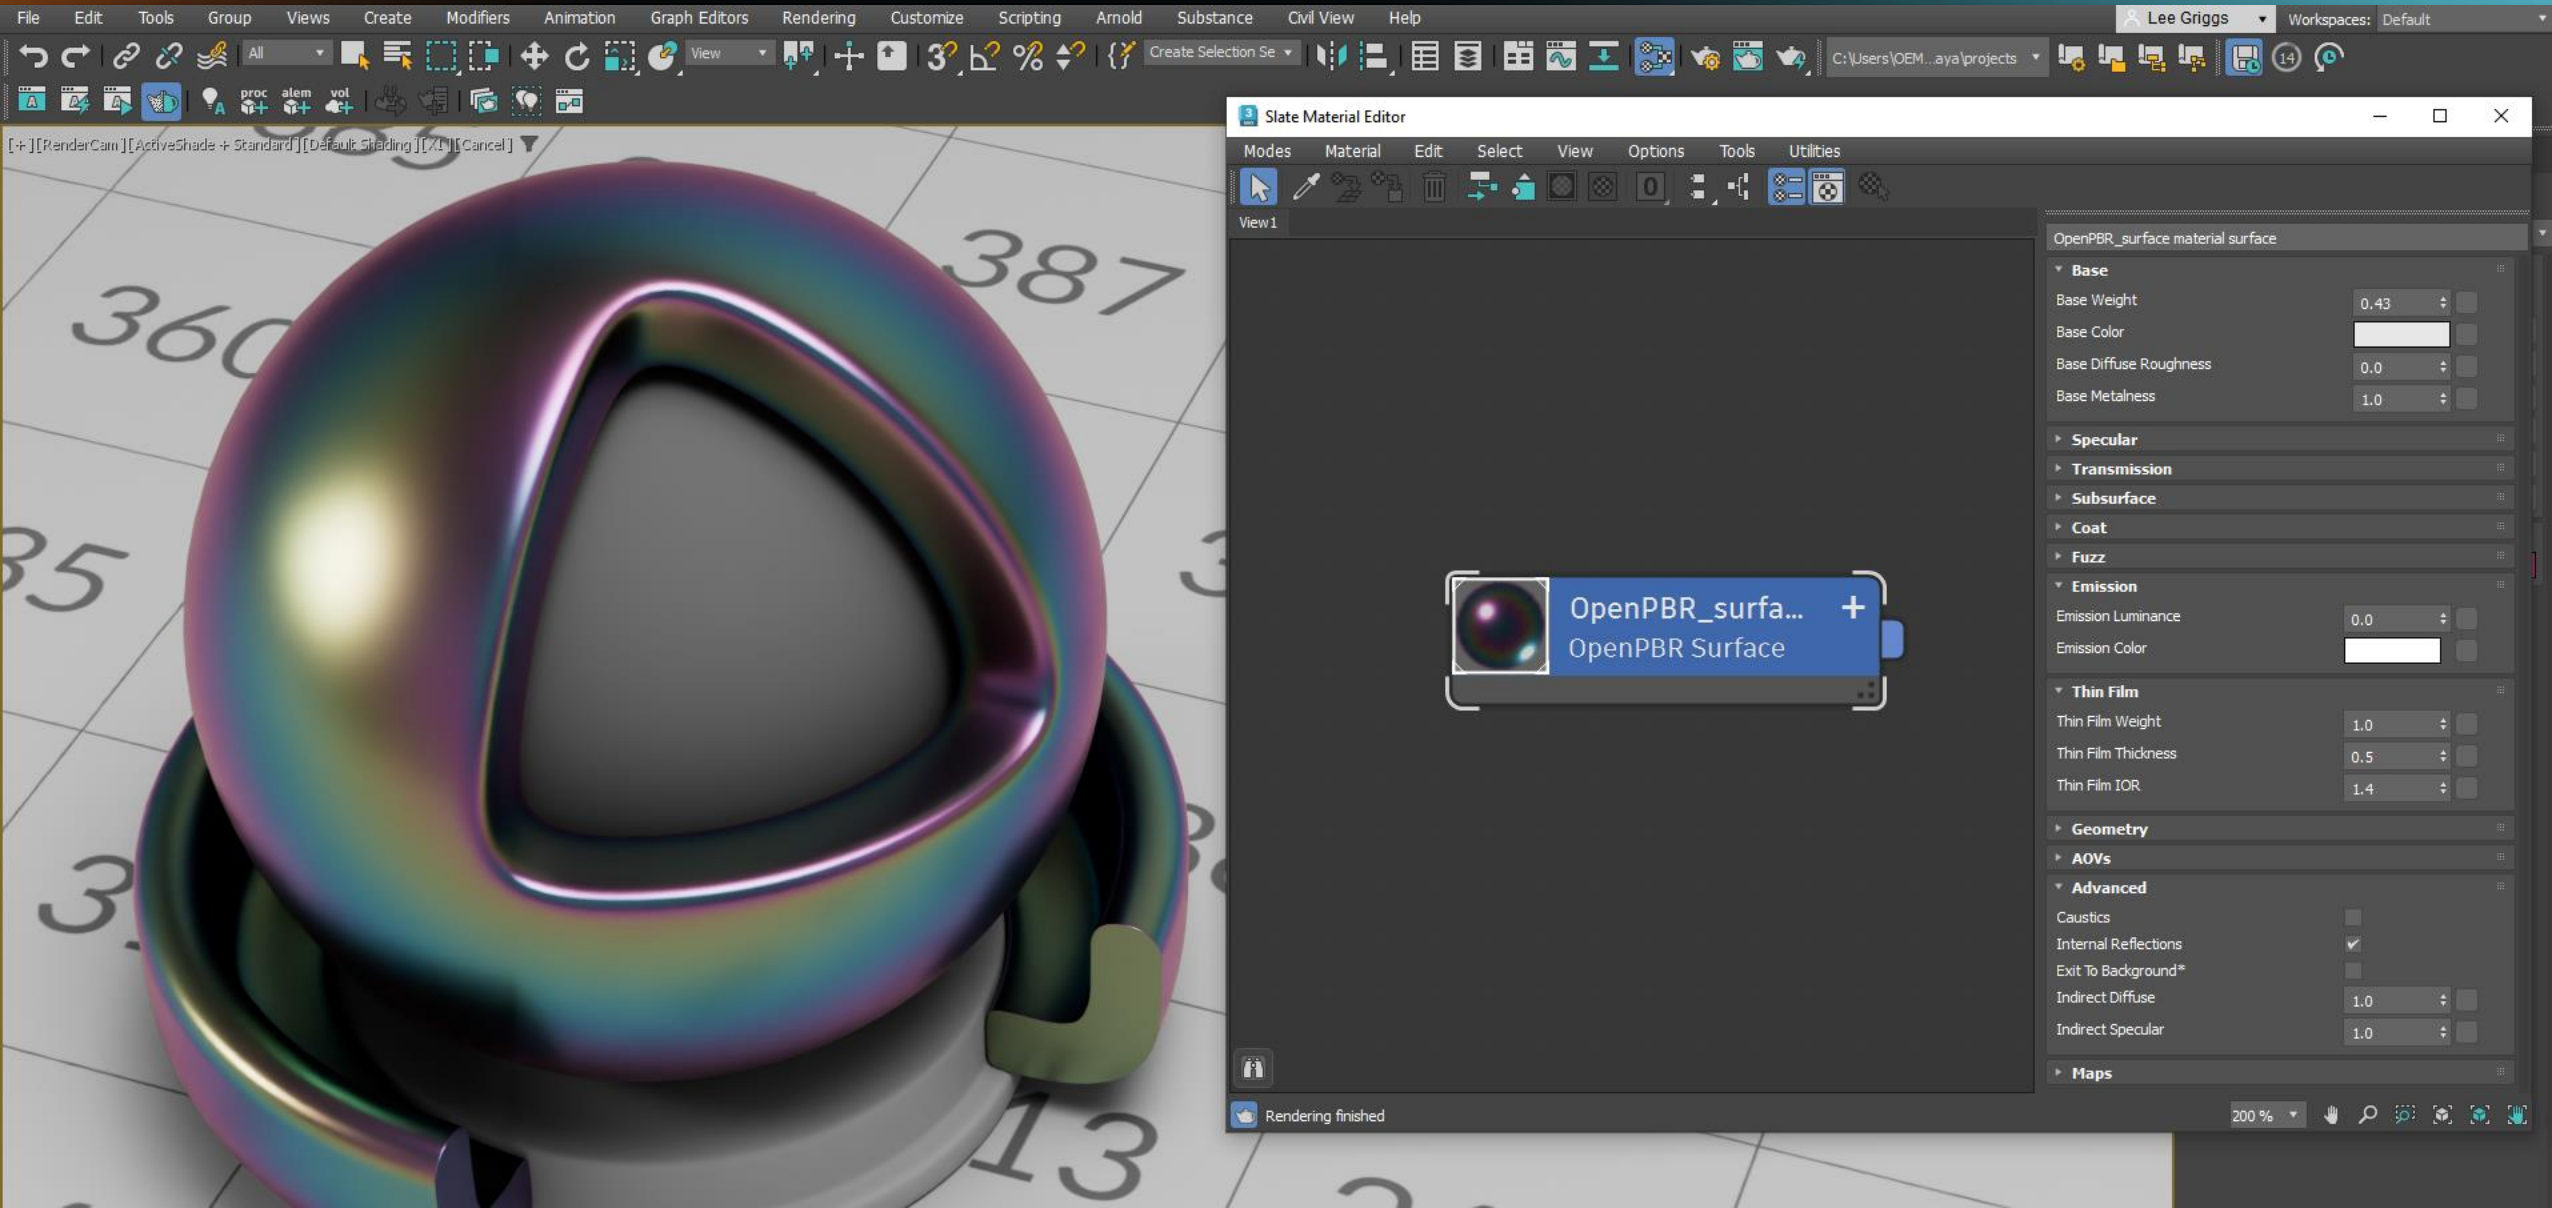 File Edit Tools Group Views Create Modifiers Animation Graph Editors Rendering Customize Scripting Arnold Substance Civil View Help Lee Griggs Workspaces: Default
All View Create Selection Se C:\Users\OEM...aya\projects 14
proc alem vol
[+][RenderCam][ActiveShade + Standard][Default Shading][X1][Cancel]
387
360
85
13
Slate Material Editor
Modes Material Edit Select View Options Tools Utilities
View1
OpenPBR_surfa...
OpenPBR Surface
OpenPBR_surface material surface
Base
Base Weight 0.43
Base Color
Base Diffuse Roughness 0.0
Base Metalness 1.0
Specular
Transmission
Subsurface
Coat
Fuzz
Emission
Emission Luminance 0.0
Emission Color
Thin Film
Thin Film Weight 1.0
Thin Film Thickness 0.5
Thin Film IOR 1.4
Geometry
AOVs
Advanced
Caustics
Internal Reflections
Exit To Background*
Indirect Diffuse 1.0
Indirect Specular 1.0
Maps
Rendering finished 200 %